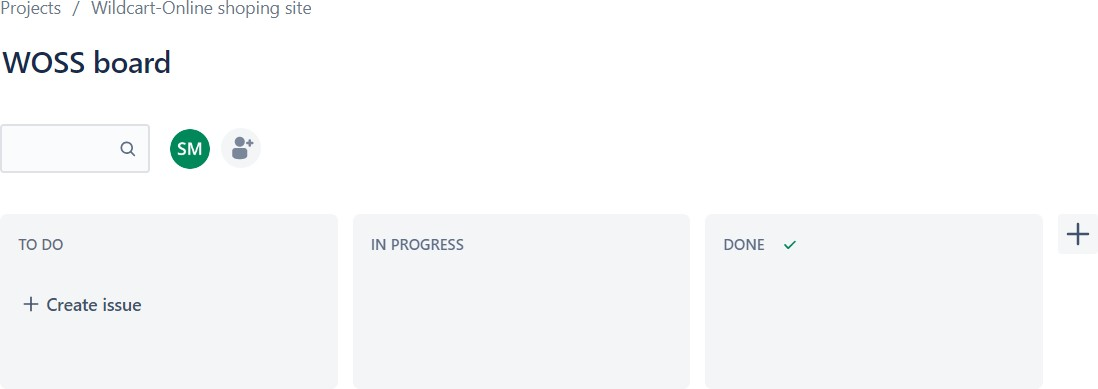 Projects / Wildcart-Online shoping site
WOSS board
SM
TO DO
IN PROGRESS
DONE
Create issue